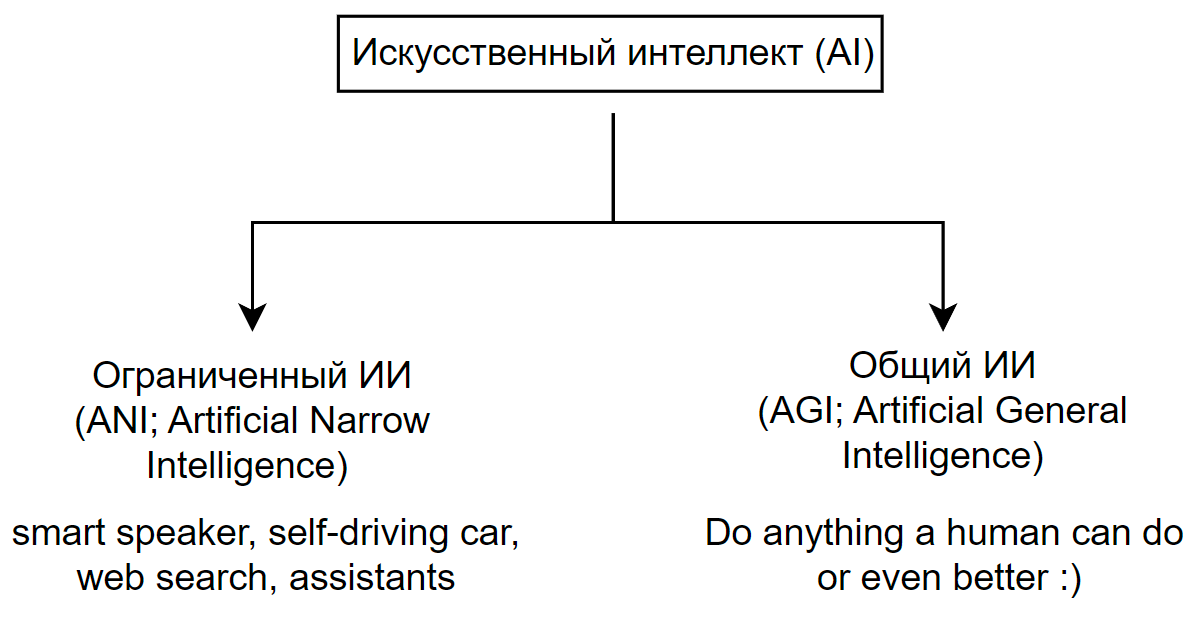 Искусственный интеллект (AI)
Ограниченный ИИ
(ANI; Artificial Narrow
Intelligence)
smart speaker, self-driving car,
web search, assistants
Общий ИИ
(AGI; Artificial General
Intelligence)
Do anything a human can do
or even better :)